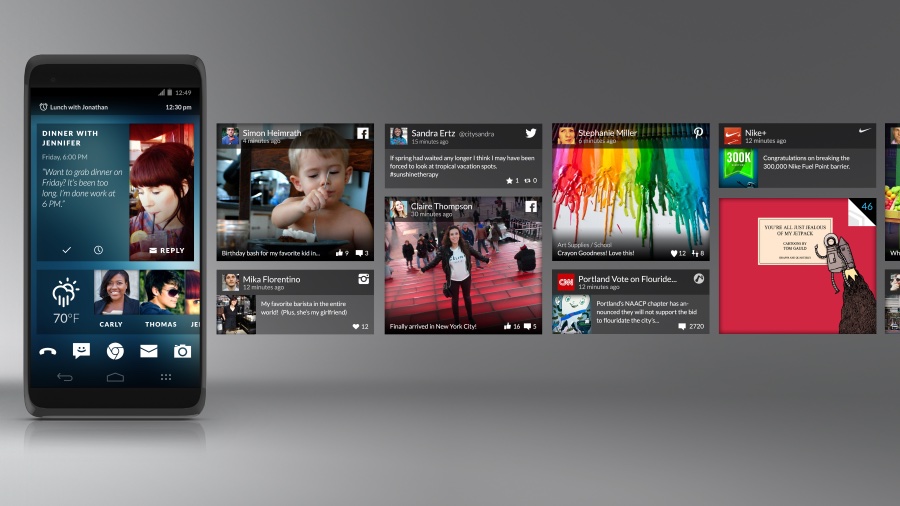 12:49
Lunch with Jonathan 12:30 pm
DINNER WITH
JENNIFER
Friday, 6:00 PM
"Want to grab dinner on
Friday? It's been too
long. I'm done work at
6 PM."
REPLY
70°F
CARLY THOMAS JE
Simon Heimrath
4 minutes ago
Birthday bash for my favorite kid in... 9 3
Mika Florentino
12 minutes ago
My favorite barista in the entire
world! (Plus, she's my girlfriend)
12
Sandra Ertz @citysandra
15 minutes ago
If spring had waited any longer I think I may have been
forced to look at tropical vacation spots.
#sunshinetherapy
1 0
Claire Thompson
30 minutes ago
Finally arrived in New York City! 16 5
Stephanie Miller
6 minutes ago
Art Supplies / School
Crayon Goodness! Love this! 12 8
CNN
Portland Vote on Flouride...
12 minutes ago
Portland's NAACP chapter has an-
nounced they will not support the bid
to flouridate the city's...
2720
Nike+
12 minutes ago
300K
Congratulations on breaking the
300,000 Nike Fuel Point barrier.
46
YOU'RE ALL JUST JEALOUS
OF MY JETPACK
CARTOONS BY
TOM GAULD